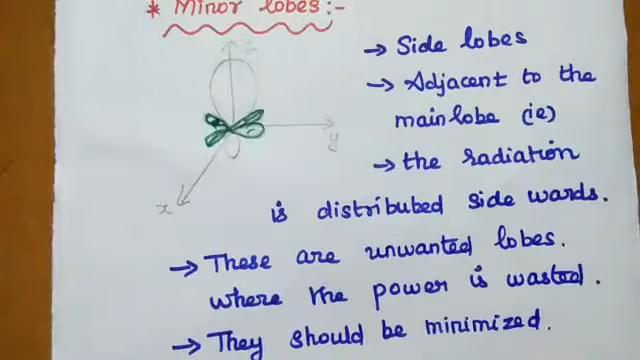 * Minor lobes:-
z
y
x
→ Side lobes
→ Adjacent to the
main lobe (ie)
→ the radiation
is distributed side wards.
→ These are unwanted lobes.
where the power is wasted.
→ They should be minimized.